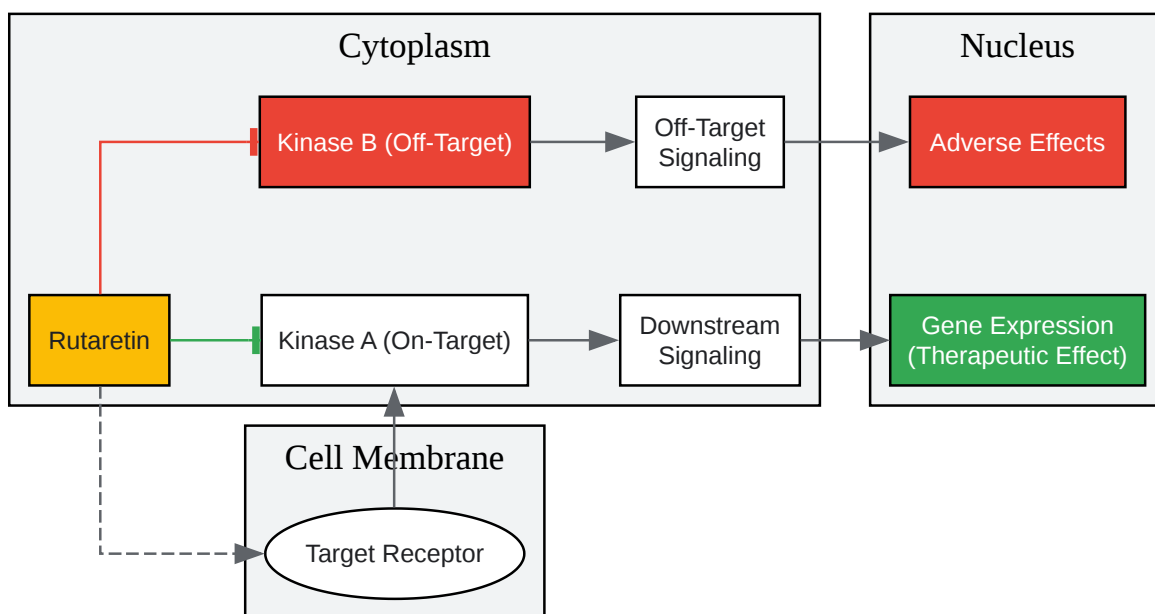 Cytoplasm
Nucleus
Kinase B (Off-Target)
Off-Target
Signaling
Adverse Effects
Rutaretin
Kinase A (On-Target)
Downstream
Signaling
Gene Expression
(Therapeutic Effect)
Cell Membrane
Target Receptor